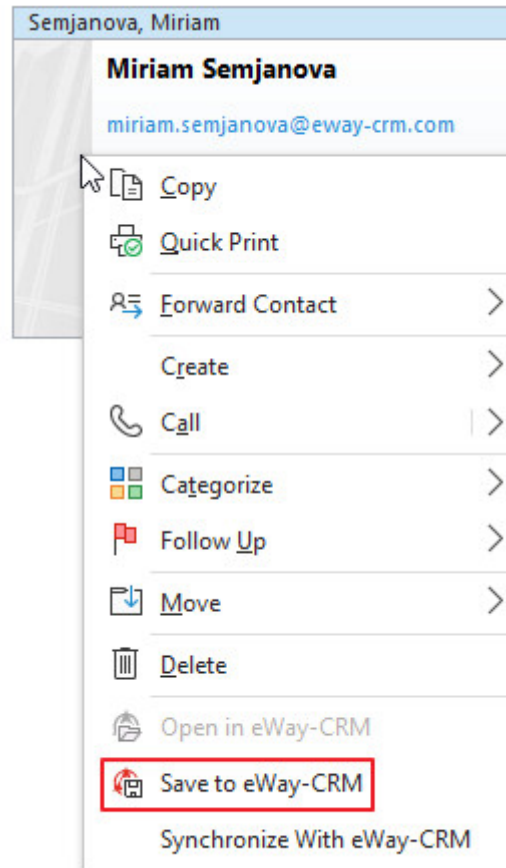 Semjanova, Miriam
Miriam Semjanova
miriam.semjanova@eway-crm.com
Copy
Quick Print
Forward Contact
Create
Call
Categorize
Follow Up
Move
Delete
Open in eWay-CRM
Save to eWay-CRM
Synchronize With eWay-CRM